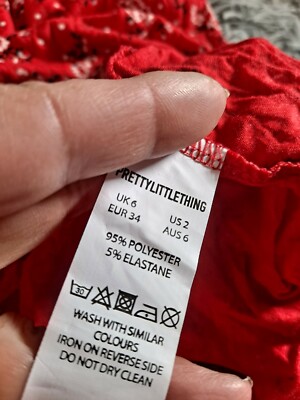 PRETTYLITTLETHING
UK 6 US 2
EUR 34 AUS 6
95% POLYESTER
5% ELASTANE
30
WASH WITH SIMILAR
COLOURS
IRON ON REVERSE SIDE
DO NOT DRY CLEAN